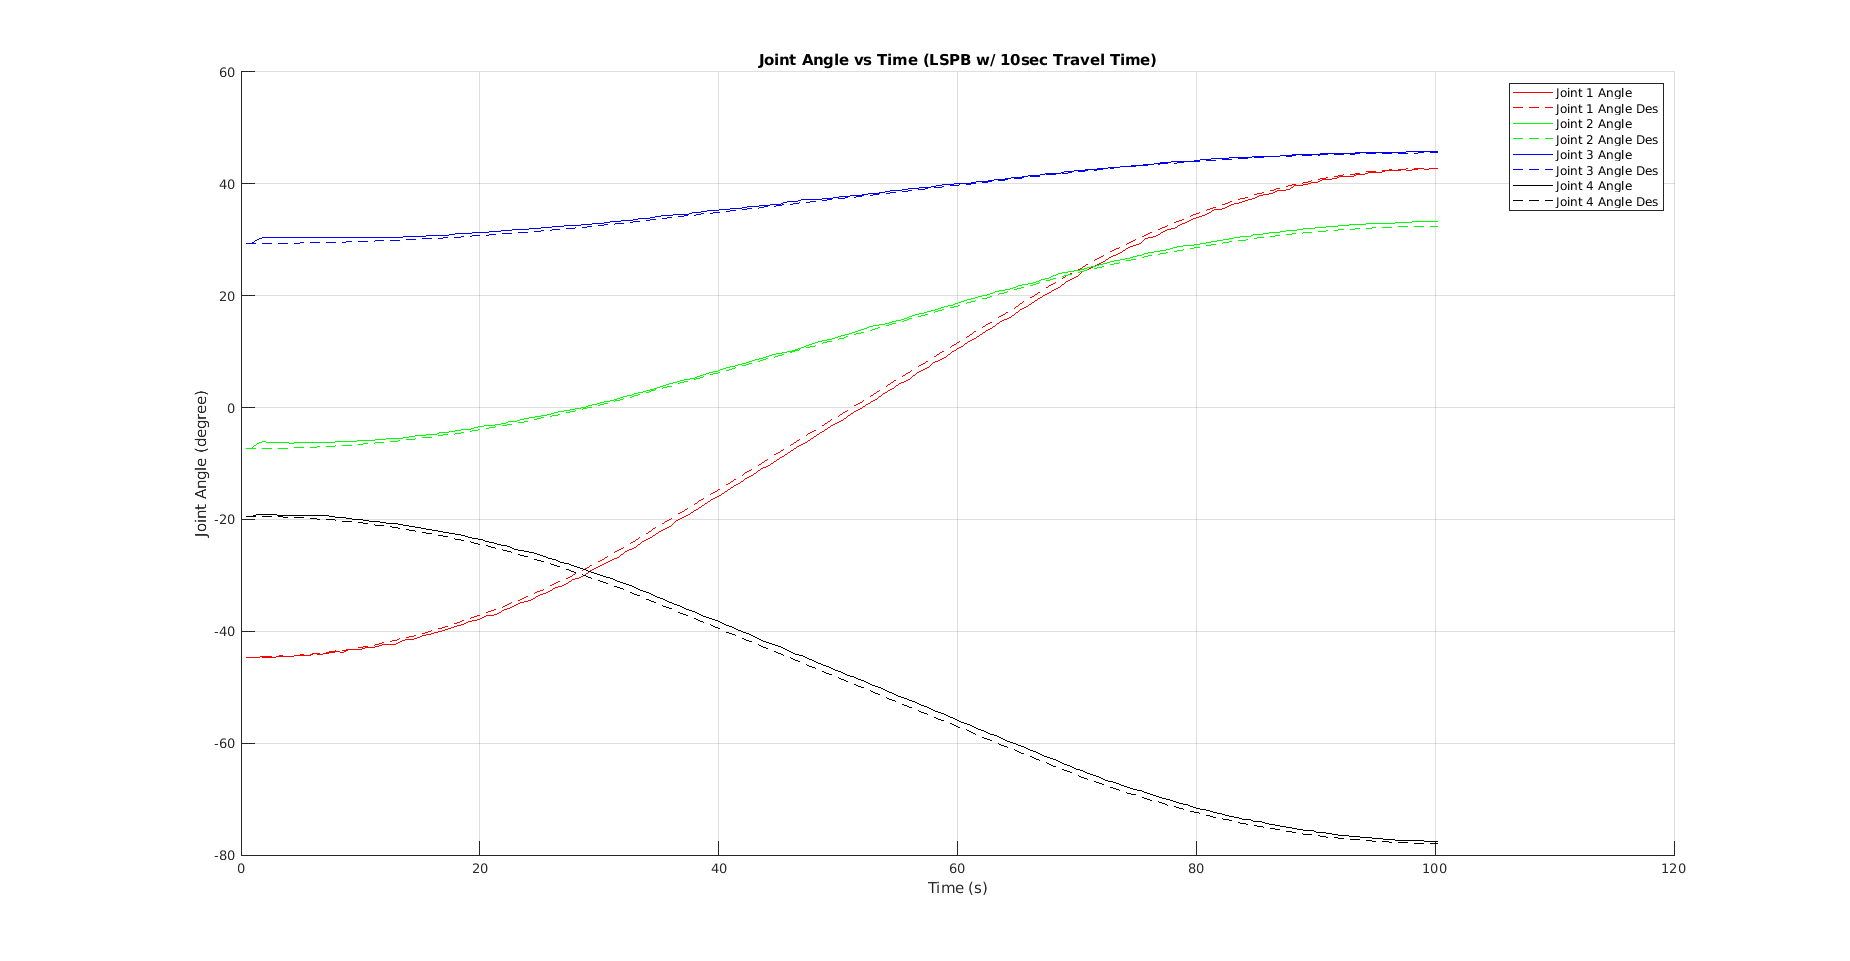 Joint Angle vs Time (LSPB w/ 10sec Travel Time)
60
40
20
0
-20
-40
-60
-80
Joint Angle (degree)
0 20 40 60 80 100 120
Time (s)
Joint 1 Angle
Joint 1 Angle Des
Joint 2 Angle
Joint 2 Angle Des
Joint 3 Angle
Joint 3 Angle Des
Joint 4 Angle
Joint 4 Angle Des